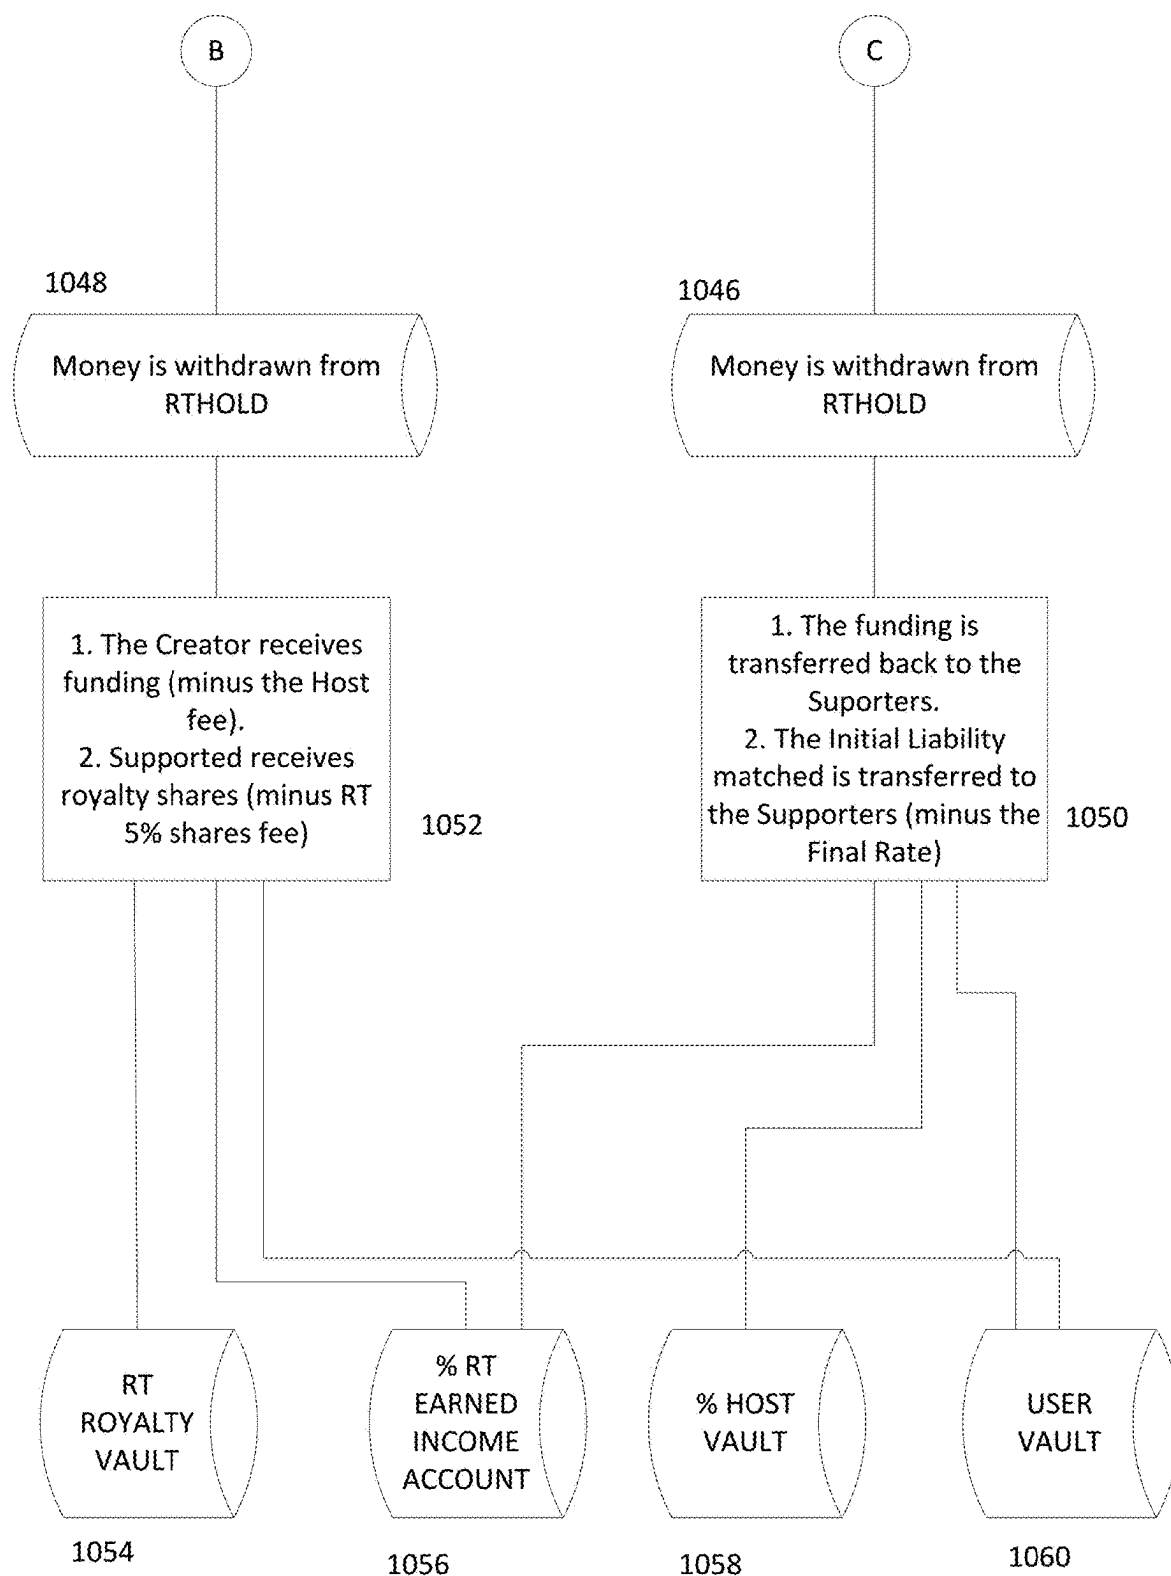 B
C
1048
1046
Money is withdrawn from
RTHOLD
Money is withdrawn from
RTHOLD
1. The Creator receives
funding (minus the Host
fee).
2. Supported receives
royalty shares (minus RT
5% shares fee)
1052
1. The funding is
transferred back to the
Suporters.
2. The Initial Liability
matched is transferred to
the Supporters (minus the
Final Rate)
1050
RT
ROYALTY
VAULT
% RT
EARNED
INCOME
ACCOUNT
% HOST
VAULT
USER
VAULT
1054
1056
1058
1060